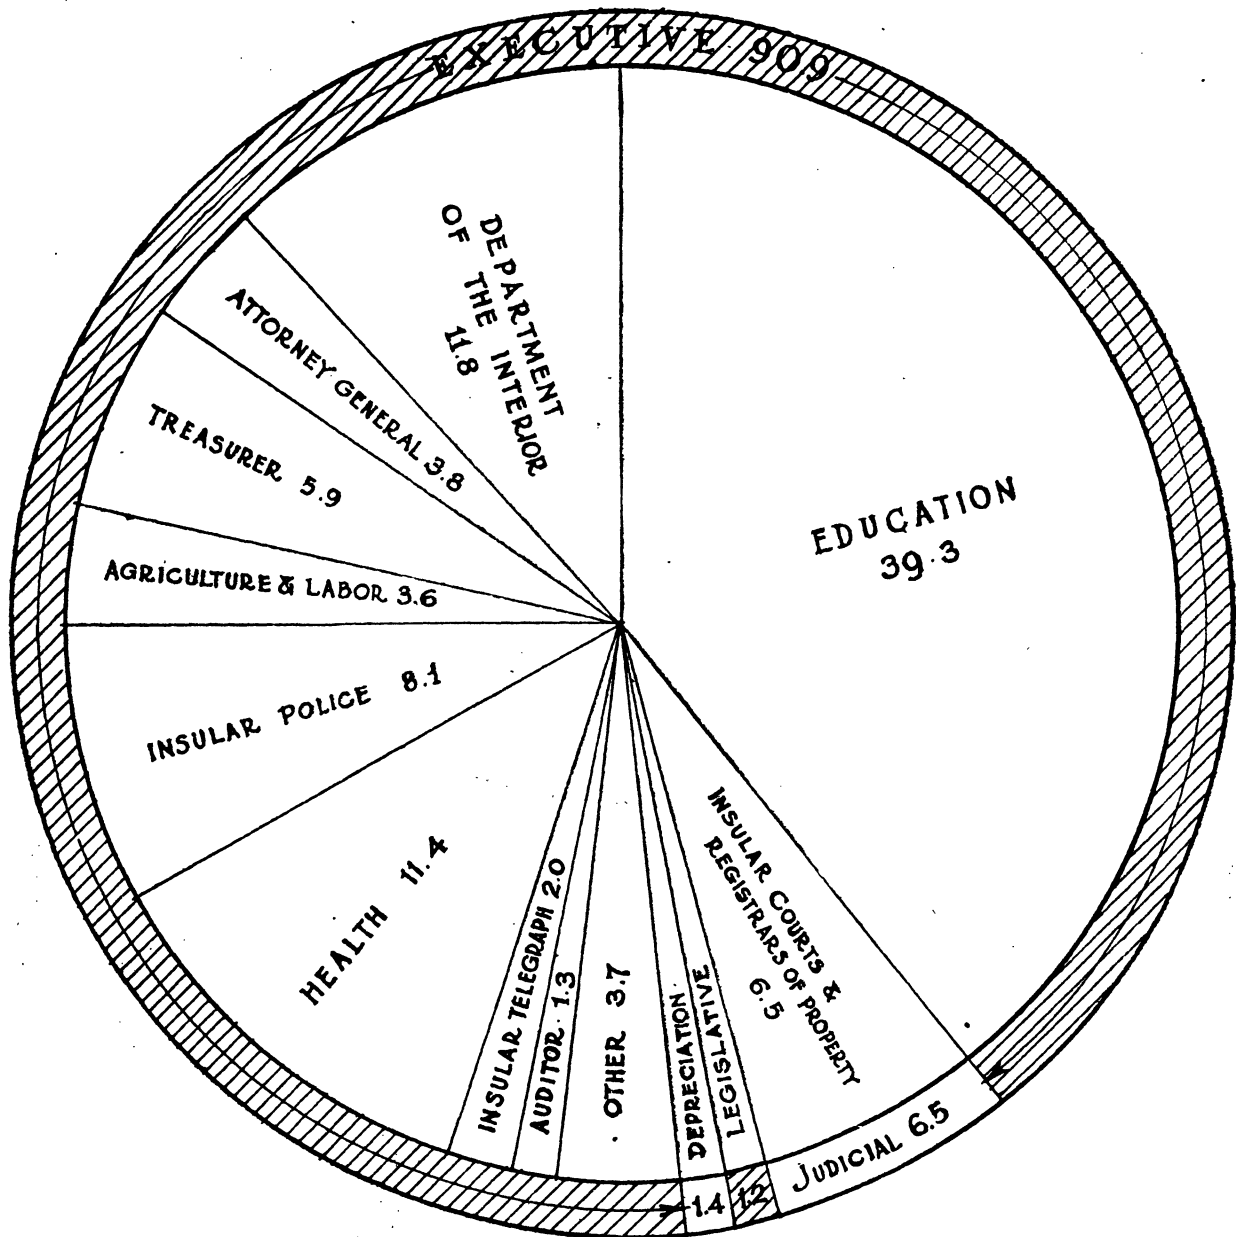 EXECUTIVE 909
DEPARTMENT
OF THE INTERIOR
11.8
ATTORNEY GENERAL 3.8
TREASURER 5.9
AGRICULTURE & LABOR 3.6
INSULAR POLICE 8.1
HEALTH 11.4
INSULAR TELEGRAPH 2.0
AUDITOR 1.3
OTHER 3.7
DEPRECIATION
LEGISLATIVE
INSULAR COURTS &
REGISTRARS OF PROPERTY
6.5
EDUCATION
39.3
1.4
1.2
JUDICIAL 6.5